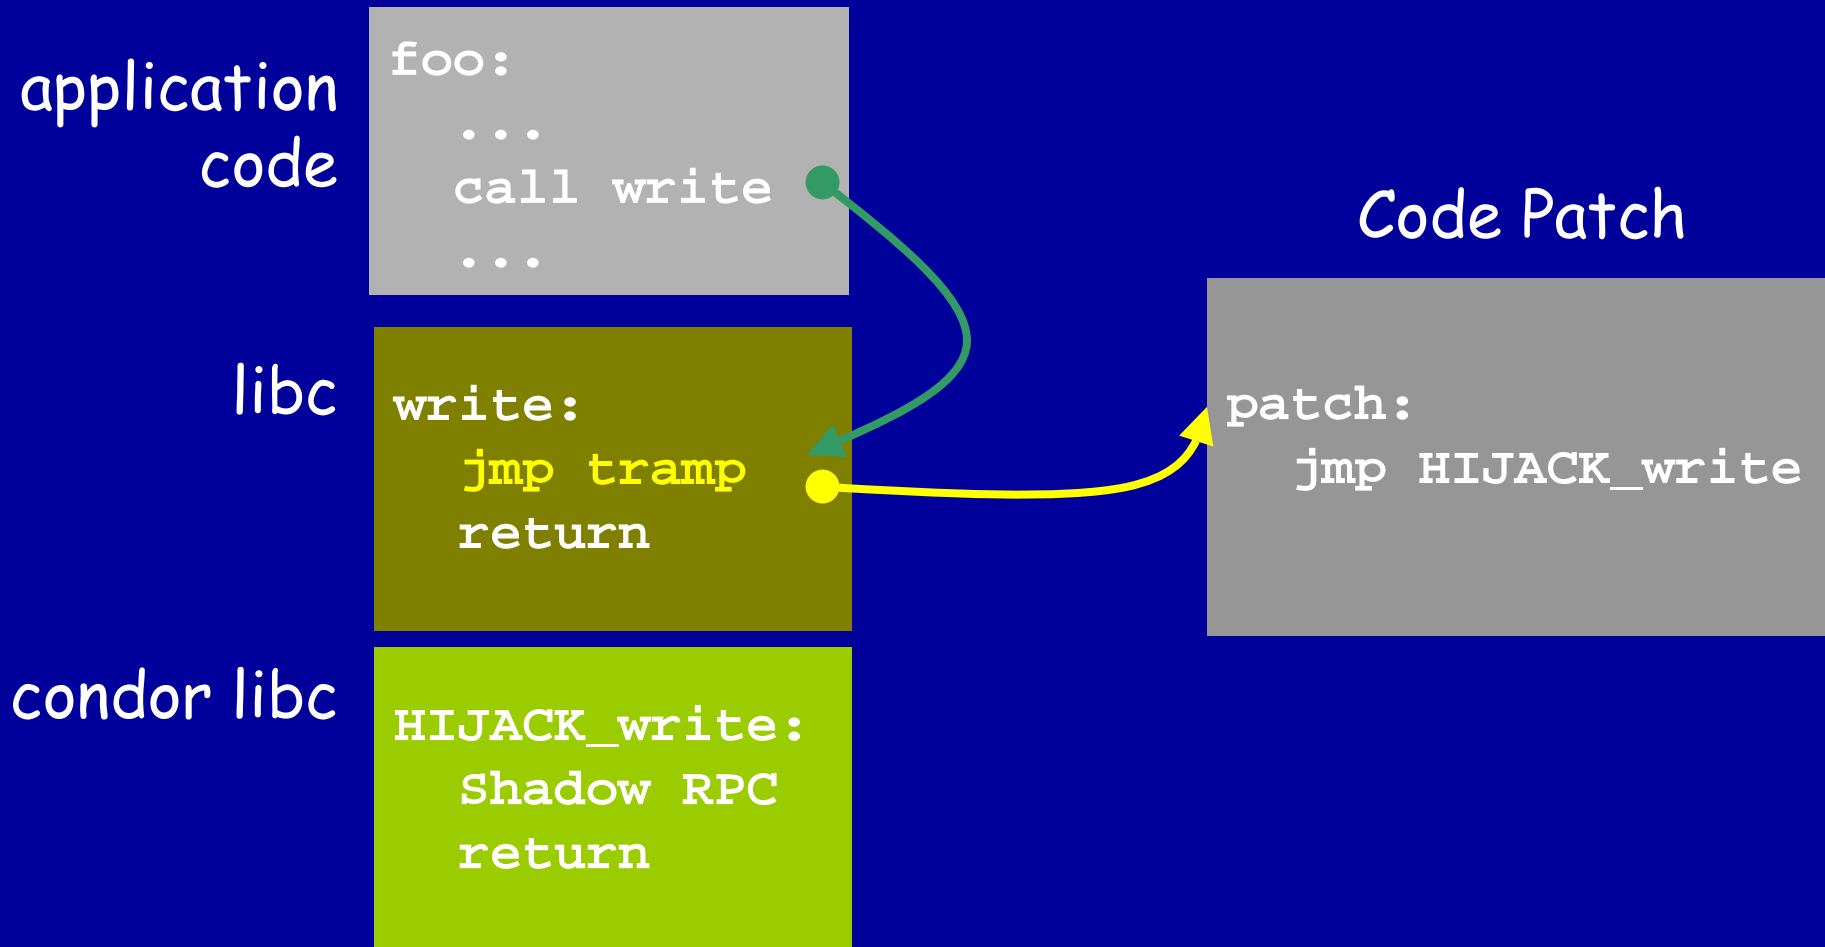 application
code
foo:
...
call write
...
Code Patch
libc
write:
jmp tramp
return
patch:
jmp HIJACK_write
condor libc
HIJACK_write:
Shadow RPC
return